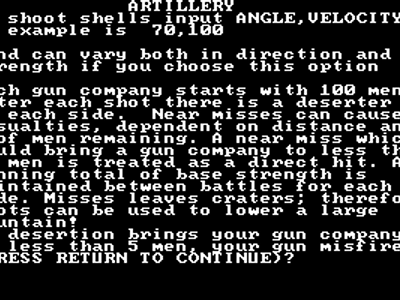 ARTILLERY
shoot shells input ANGLE,VELOCITY
example is 70,100
nd can vary both in direction and
rength if you choose this option
ch gun company starts with 100 men
ter each shot there is a deserter
each side. Near misses can cause
sualties, dependent on distance an
of men remaining. A near miss whic
uld bring a gun company to less th
men is treated as a direct hit. A
nning total of base strength is
intained between battles for each
de. Misses leaves craters; therefo
ots can be used to lower a large
untain!
desertion brings your gun company
less than 5 men, your gun misfire
RESS RETURN TO CONTINUE>?